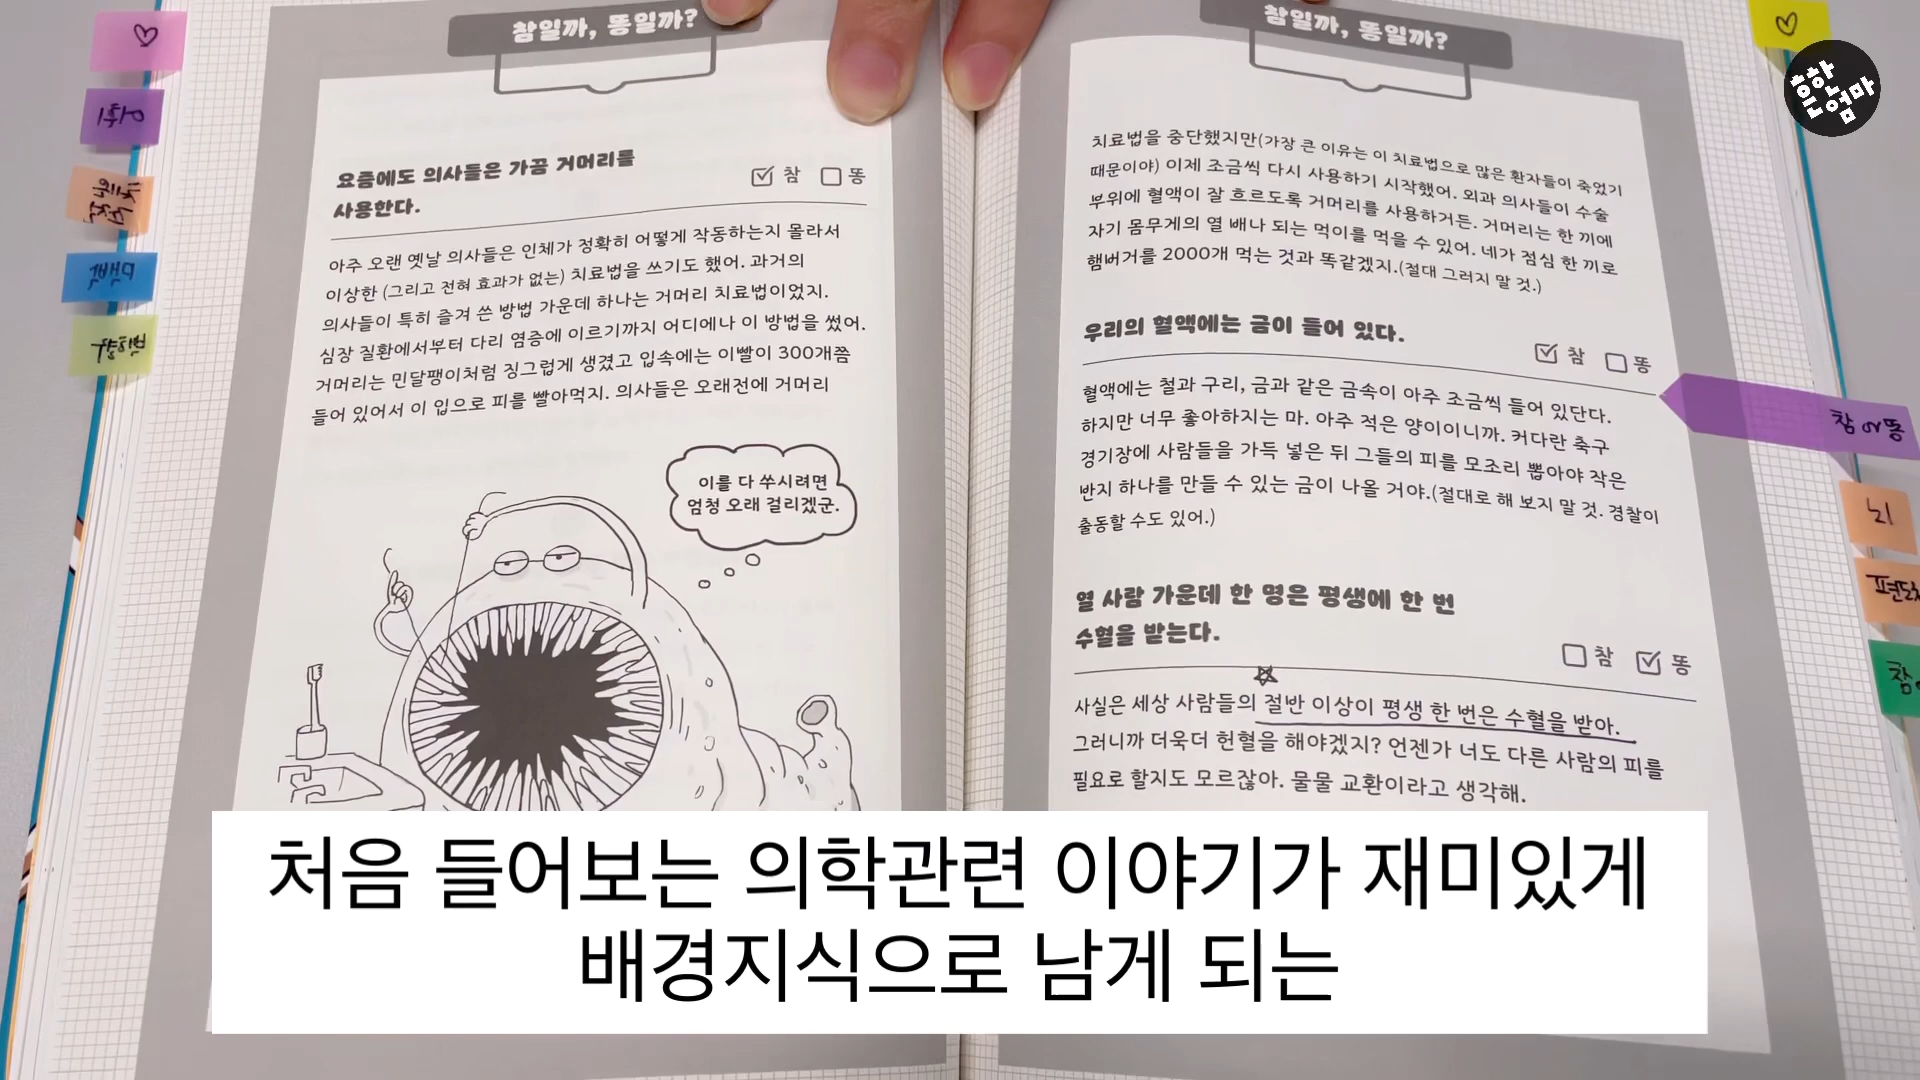 참일까, 똥일까?
요즘에도 의사들은 가끔 거머리를
사용한다.
참 똥
아주 오랜 옛날 의사들은 인체가 정확히 어떻게 작동하는지 몰라서
이상한 (그리고 전혀 효과가 없는) 치료법을 쓰기도 했어. 과거의
의사들이 특히 즐겨 쓴 방법 가운데 하나는 거머리 치료법이었지.
심장 질환에서부터 다리 염증에 이르기까지 어디에나 이 방법을 썼어.
거머리는 민달팽이처럼 징그럽게 생겼고 입속에는 이빨이 300개쯤
들어 있어서 이 입으로 피를 빨아먹지. 의사들은 오래전에 거머리
이를 다 쑤시려면
엄청 오래 걸리겠군.
참일까, 똥일까?
치료법을 중단했지만(가장 큰 이유는 이 치료법으로 많은 환자들이 죽었기
때문이야) 이제 조금씩 다시 사용하기 시작했어. 외과 의사들이 수술
부위에 혈액이 잘 흐르도록 거머리를 사용하거든. 거머리는 한 끼에
자기 몸무게의 열 배나 되는 먹이를 먹을 수 있어. 네가 점심 한 끼로
햄버거를 2000개 먹는 것과 똑같겠지.(절대 그러지 말 것.)
우리의 혈액에는 금이 들어 있다.
참 똥
혈액에는 철과 구리, 금과 같은 금속이 아주 조금씩 들어 있단다.
하지만 너무 좋아하지는 마. 아주 적은 양이이니까. 커다란 축구
경기장에 사람들을 가득 넣은 뒤 그들의 피를 모조리 뽑아야 작은
반지 하나를 만들 수 있는 금이 나올 거야.(절대로 해 보지 말 것. 경찰이
출동할 수도 있어.)
열 사람 가운데 한 명은 평생에 한 번
수혈을 받는다.
참 똥
사실은 세상 사람들의 절반 이상이 평생 한 번은 수혈을 받아.
그러니까 더욱더 헌혈을 해야겠지? 언젠가 너도 다른 사람의 피를
필요로 할지도 모르잖아. 물물 교환이라고 생각해.
뇌
흔한
엄마
처음 들어보는 의학관련 이야기가 재미있게
배경지식으로 남게 되는